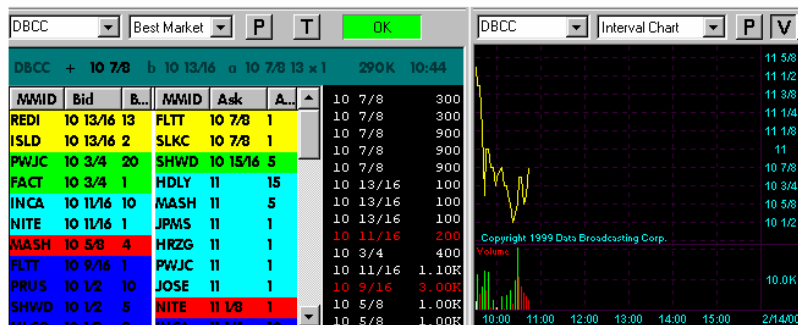 DBCC Best Market P T OK
DBCC + 10 7/8 b 10 13/16 a 10 7/8 13 x 1 290K 10:44
MMID Bid B... MMID Ask A...
REDI 10 13/16 13 FLTT 10 7/8 1
ISLD 10 13/16 2 SLKC 10 7/8 1
PWJC 10 3/4 20 SHWD 10 15/16 5
FACT 10 3/4 1 HDLY 11 15
INCA 10 11/16 10 MASH 11 5
NITE 10 11/16 1 JPMS 11 1
MASH 10 5/8 4 HRZG 11 1
FLTT 10 9/16 1 PWJC 11 1
PRUS 10 1/2 10 JOSE 11 1
SHWD 10 1/2 5 NITE 11 1/8 1
10 7/8 300
10 7/8 300
10 7/8 900
10 7/8 900
10 7/8 900
10 13/16 100
10 13/16 100
10 13/16 100
10 11/16 200
10 3/4 400
10 11/16 1.10K
10 9/16 3.00K
10 5/8 1.00K
10 5/8 1.00K
DBCC Interval Chart P V
11 5/8
11 1/2
11 3/8
11 1/4
11 1/8
11
10 7/8
10 3/4
10 5/8
10 1/2
Copyright 1999 Data Broadcasting Corp.
Volume
10.0K
10:00 11:00 12:00 13:00 14:00 15:00 2/14/00